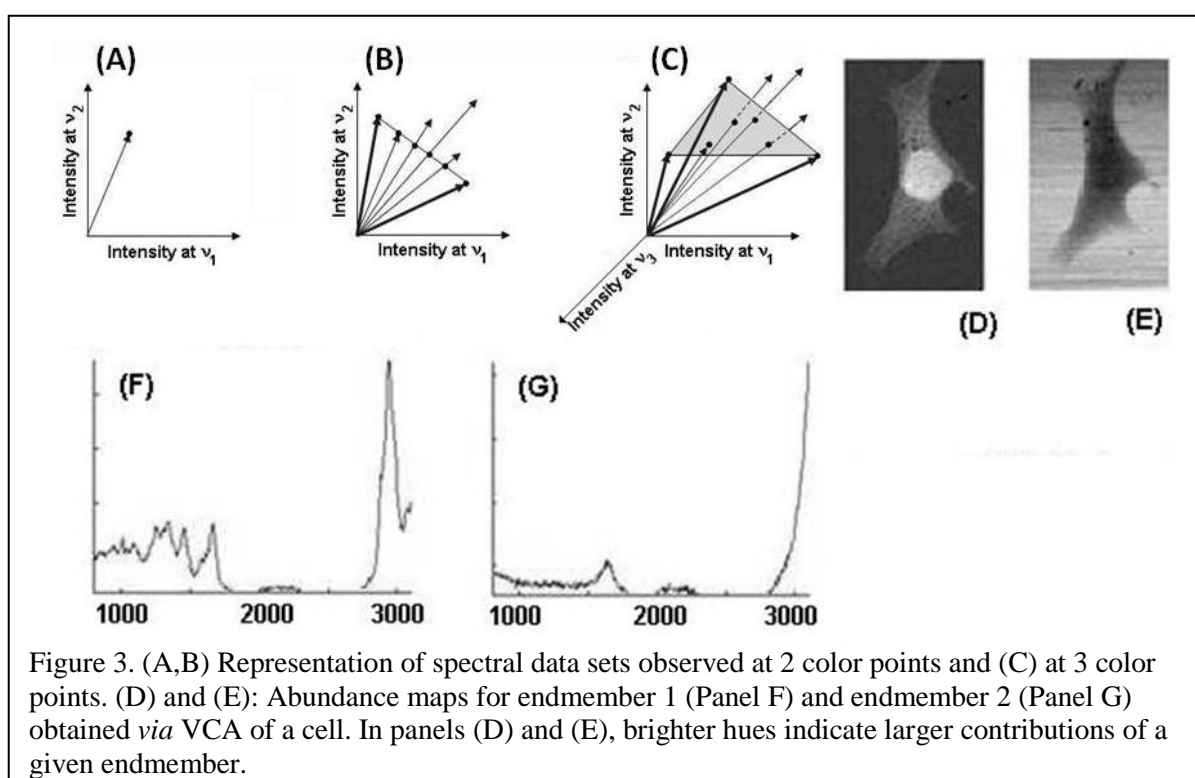 (A)
(B)
(C)
Intensity at ν2
Intensity at ν1
Intensity at ν2
Intensity at ν1
Intensity at ν2
Intensity at ν1
Intensity at ν3
(D)
(E)
(F)
1000 2000 3000
(G)
1000 2000 3000
Figure 3. (A,B) Representation of spectral data sets observed at 2 color points and (C) at 3 color
points. (D) and (E): Abundance maps for endmember 1 (Panel F) and endmember 2 (Panel G)
obtained via VCA of a cell. In panels (D) and (E), brighter hues indicate larger contributions of a
given endmember.